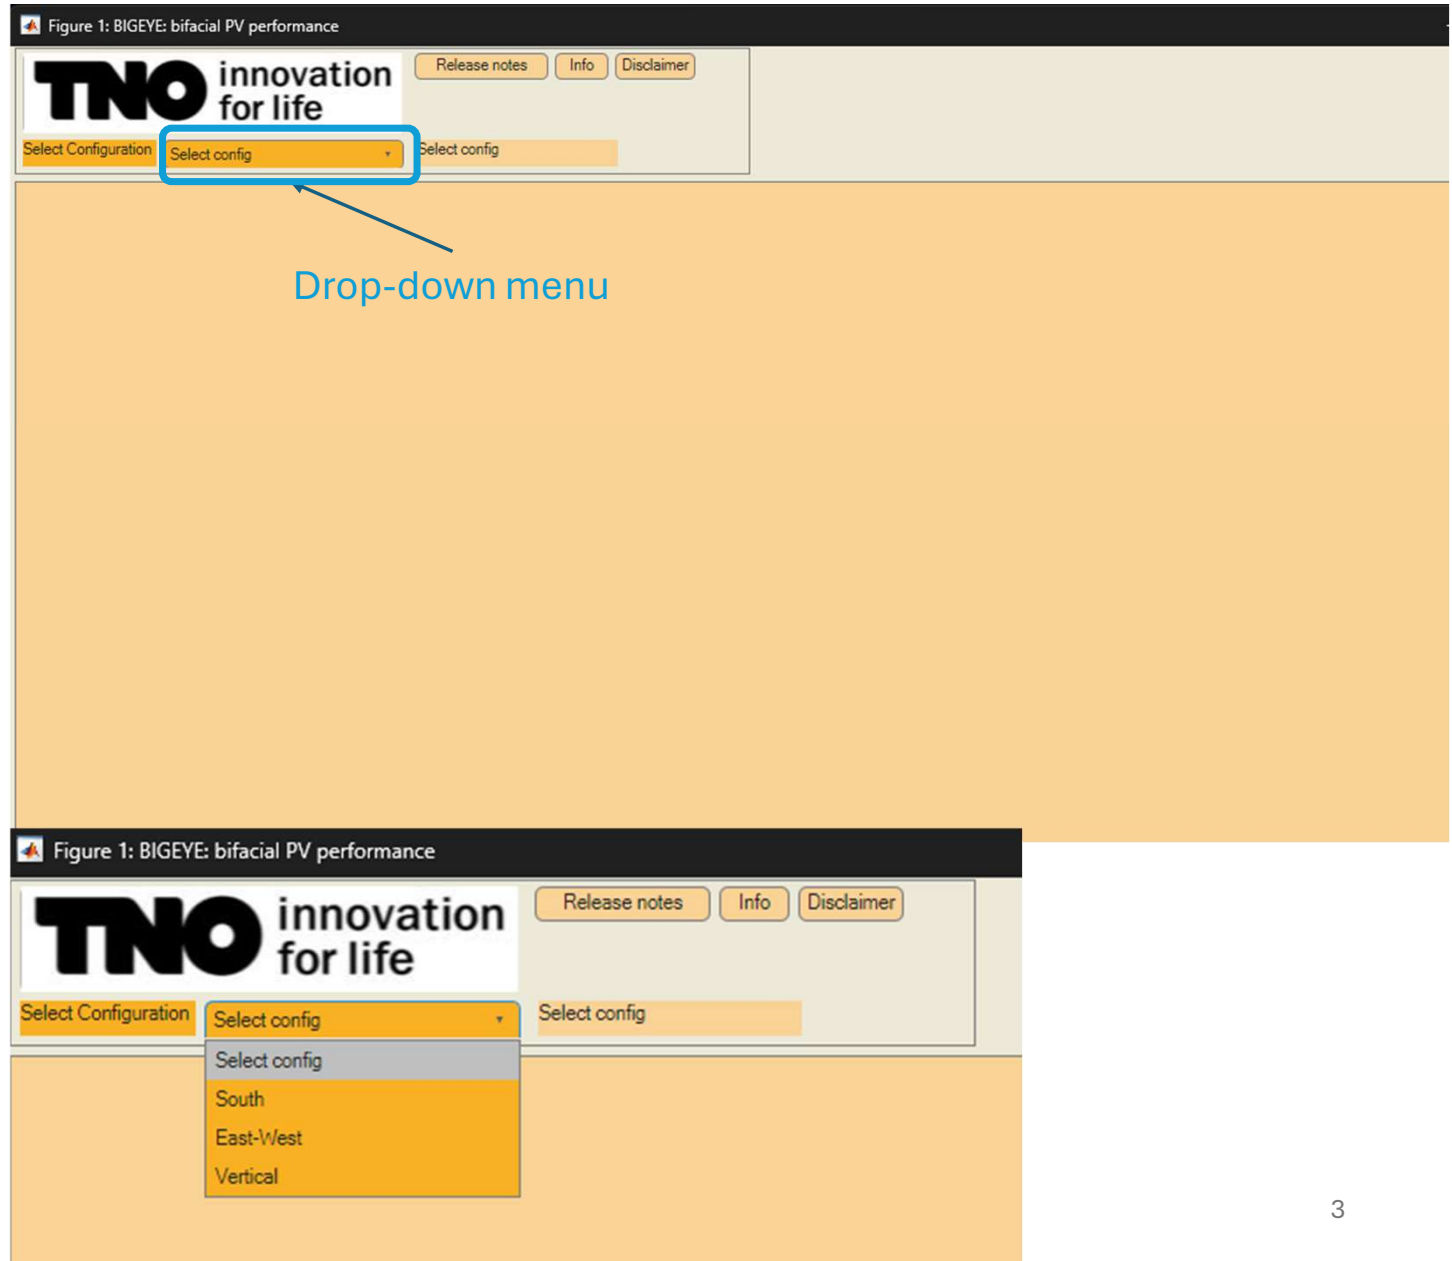 Figure 1: BIGEYE: bifacial PV performance
TNO innovation for life
Release notes Info Disclaimer
Select Configuration Select config Select config
Drop-down menu
Figure 1: BIGEYE: bifacial PV performance
TNO innovation for life
Release notes Info Disclaimer
Select Configuration Select config Select config
Select config
South
East-West
Vertical
3